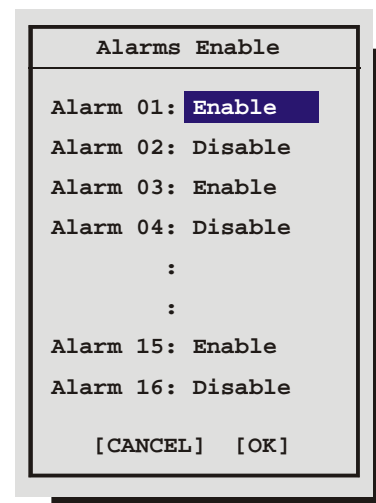 Alarms Enable
Alarm 01: Enable
Alarm 02: Disable
Alarm 03: Enable
Alarm 04: Disable
:
:
Alarm 15: Enable
Alarm 16: Disable
[CANCEL] [OK]